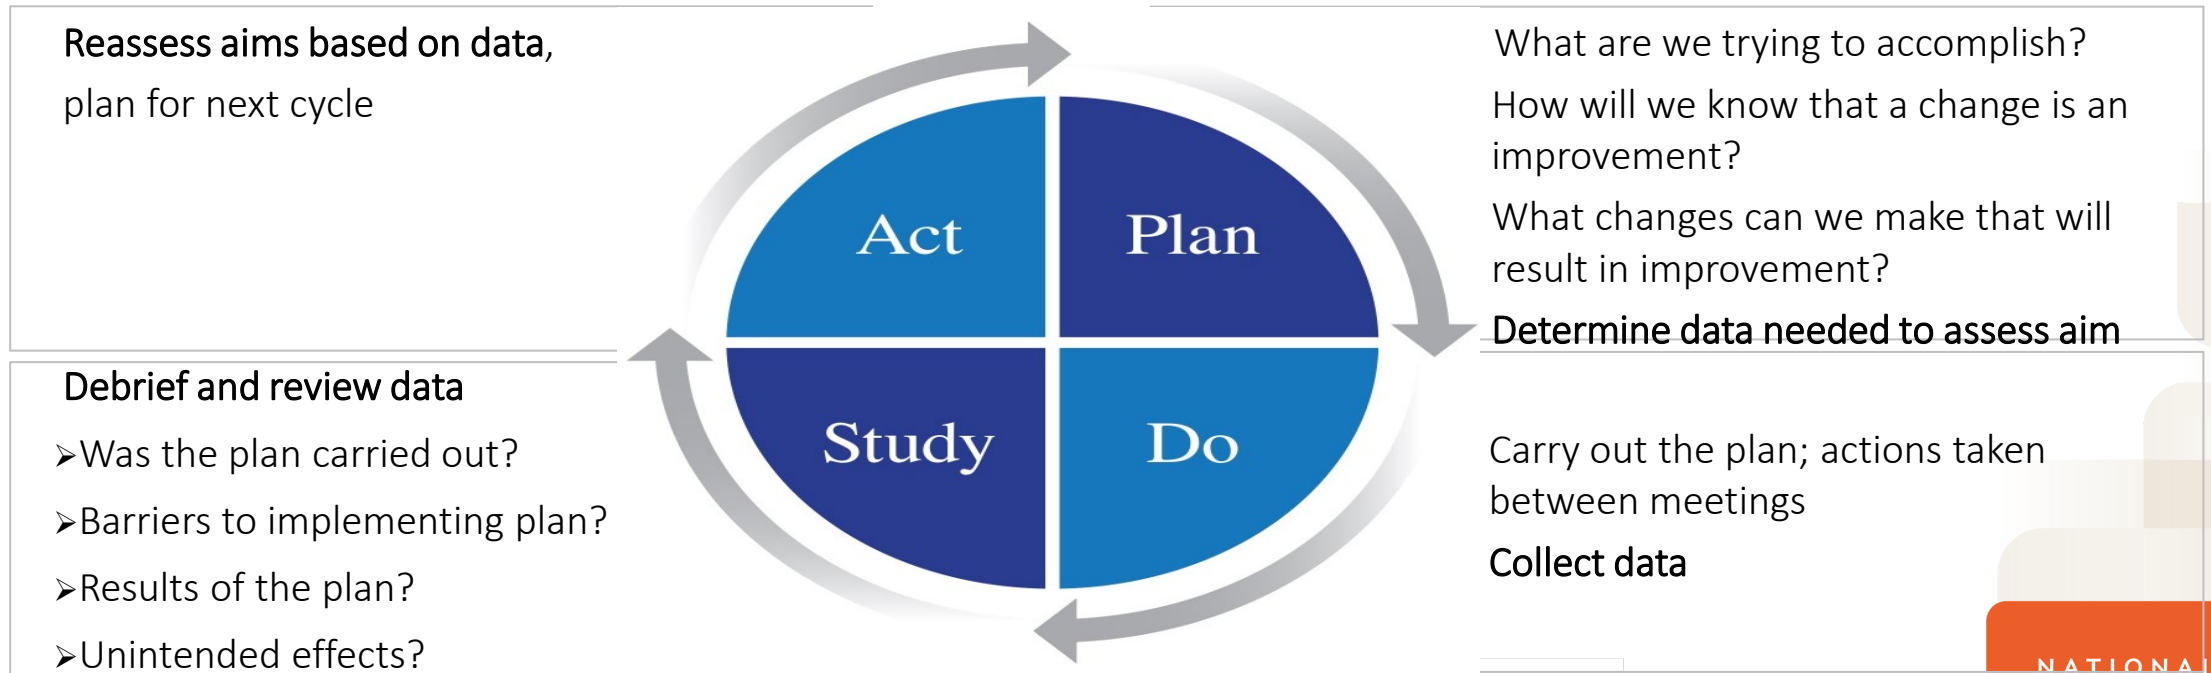 Reassess aims based on data,
plan for next cycle
What are we trying to accomplish?
How will we know that a change is an
improvement?
What changes can we make that will
result in improvement?
Determine data needed to assess aim
Act
Plan
Study
Do
Debrief and review data
➤Was the plan carried out?
➤Barriers to implementing plan?
➤Results of the plan?
➤Unintended effects?
Carry out the plan; actions taken
between meetings
Collect data
NATIONA